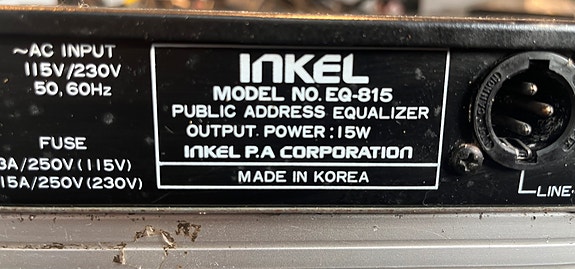 ~AC INPUT
115V/230V
50, 60Hz
FUSE
3A/250V (115V)
15A/250V (230V)
INKEL
MODEL NO. EQ-815
PUBLIC ADDRESS EQUALIZER
OUTPUT POWER : 15W
INKEL P.A CORPORATION
MADE IN KOREA
LINE